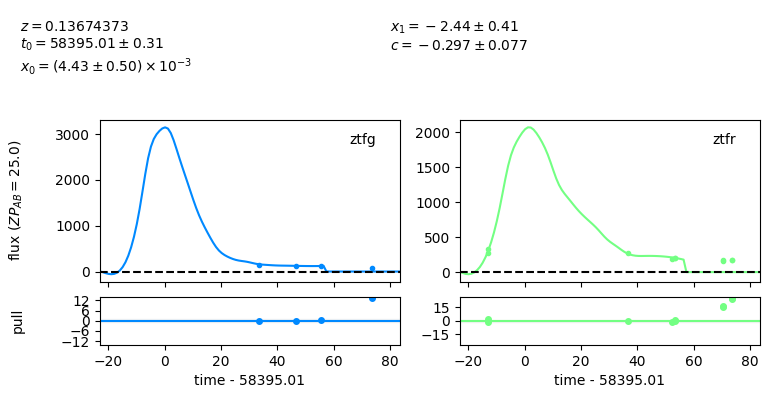 z = 0.13674373
t₀ = 58395.01 ± 0.31
x₀ = (4.43 ± 0.50) × 10⁻³
x₁ = −2.44 ± 0.41
c = −0.297 ± 0.077
flux (ZP_AB = 25.0)
3000
2000
1000
0
ztfg
2000
1500
1000
500
0
ztfr
pull
12
6
0
−6
−12
15
0
−15
−20 0 20 40 60 80
−20 0 20 40 60 80
time - 58395.01
time - 58395.01